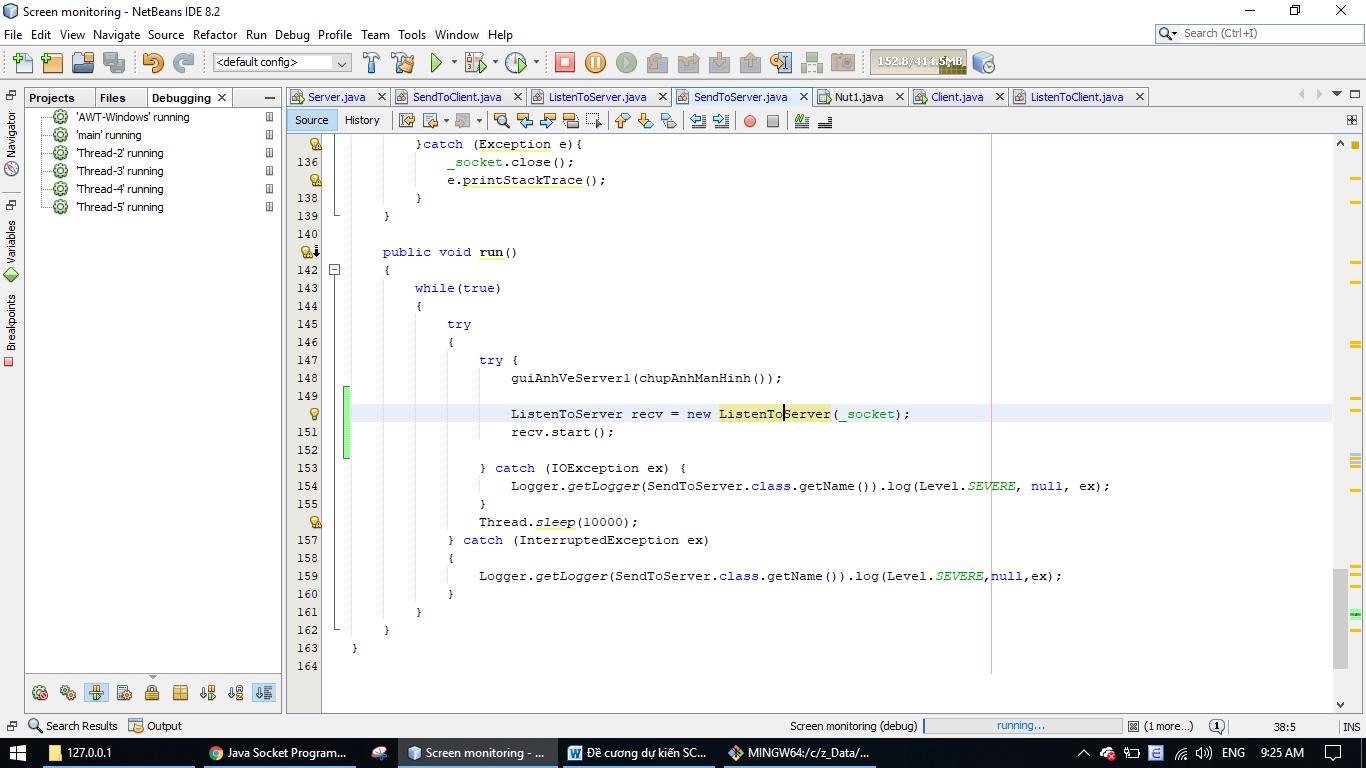 Screen monitoring - NetBeans IDE 8.2
File Edit View Navigate Source Refactor Run Debug Profile Team Tools Window Help
Search (Ctrl+I)
<default config>
152.8/414.5MB
Projects Files Debugging
Server.java SendToClient.java ListenToServer.java SendToServer.java Nut1.java Client.java ListenToClient.java
Source History
Navigator
Variables
Breakpoints
'AWT-Windows' running
'main' running
'Thread-2' running
'Thread-3' running
'Thread-4' running
'Thread-5' running
}catch (Exception e){
136 _socket.close();
e.printStackTrace();
138 }
139 }
140
public void run()
142 {
143 while(true)
144 {
145 try
146 {
147 try {
148 guiAnhVeServer1(chupAnhManHinh());
149
ListenToServer recv = new ListenToServer(_socket);
151 recv.start();
152
153 } catch (IOException ex) {
154 Logger.getLogger(SendToServer.class.getName()).log(Level.SEVERE, null, ex);
155 }
Thread.sleep(10000);
157 } catch (InterruptedException ex)
158 {
159 Logger.getLogger(SendToServer.class.getName()).log(Level.SEVERE,null,ex);
160 }
161 }
162 }
163 }
164
Search Results Output
Screen monitoring (debug) running... (1 more...) 1 38:5 INS
127.0.0.1 Java Socket Program... Screen monitoring - ... Đề cương dự kiến SC... MINGW64:/c/z_Data/... ENG 9:25 AM